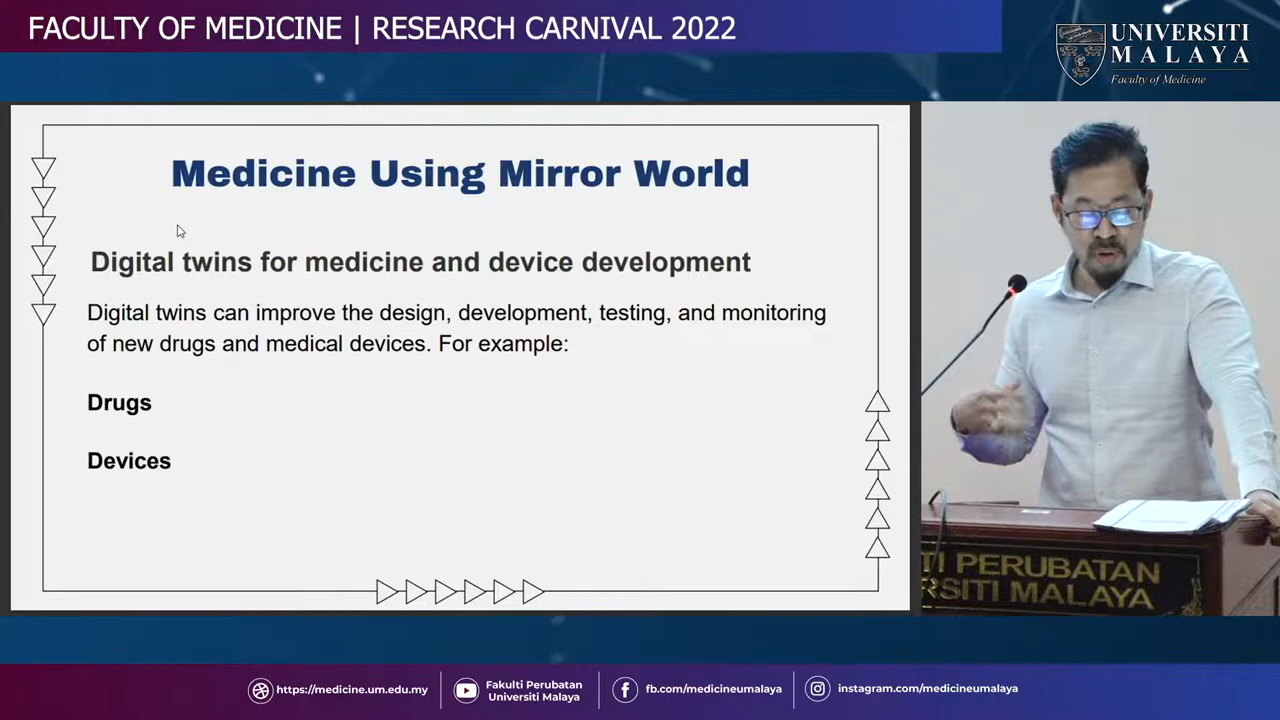 FACULTY OF MEDICINE | RESEARCH CARNIVAL 2022
UNIVERSITI
MALAYA
Faculty of Medicine
Medicine Using Mirror World
Digital twins for medicine and device development
Digital twins can improve the design, development, testing, and monitoring
of new drugs and medical devices. For example:
Drugs
Devices
TI PERUBATAN
RSITI MALAYA
https://medicine.um.edu.my
Fakulti Perubatan
Universiti Malaya
fb.com/medicineumalaya
instagram.com/medicineumalaya